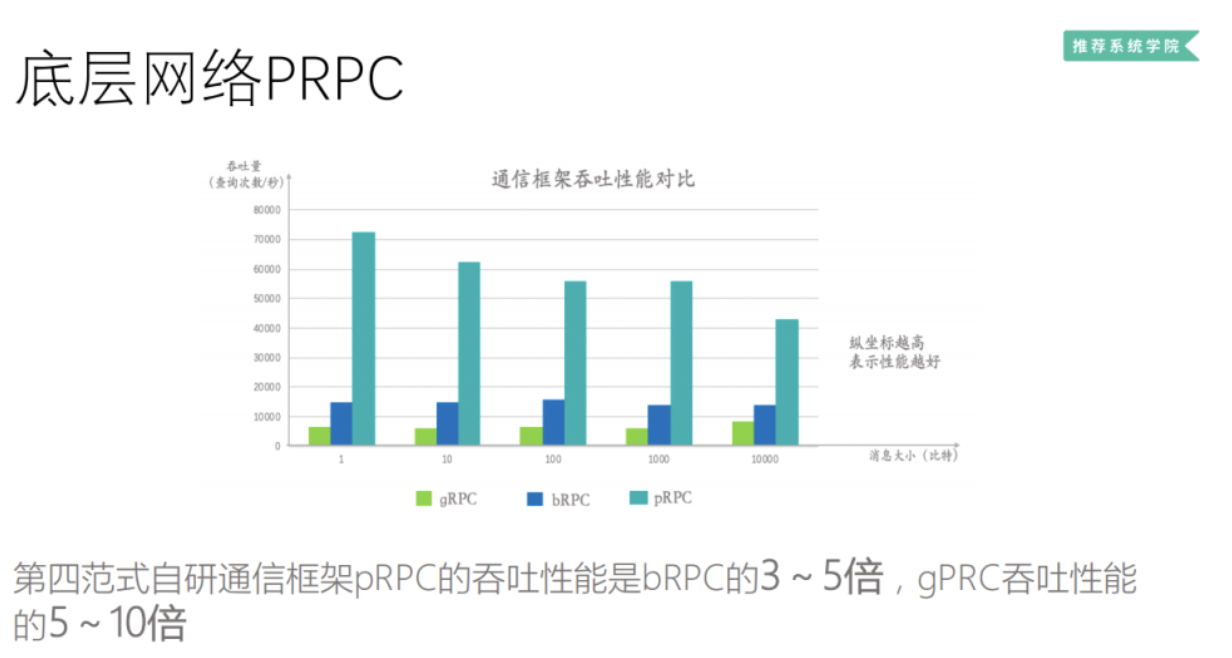 底层网络PRPC
推荐系统学院
吞吐量
(查询次数/秒)
通信框架吞吐性能对比
80000
70000
60000
50000
40000
30000
20000
10000
0
纵坐标越高
表示性能越好
1 10 100 1000 10000
消息大小（比特）
gRPC bRPC pRPC
第四范式自研通信框架pRPC的吞吐性能是bRPC的3 ~ 5倍，gPRC吞吐性能
的5 ~ 10倍